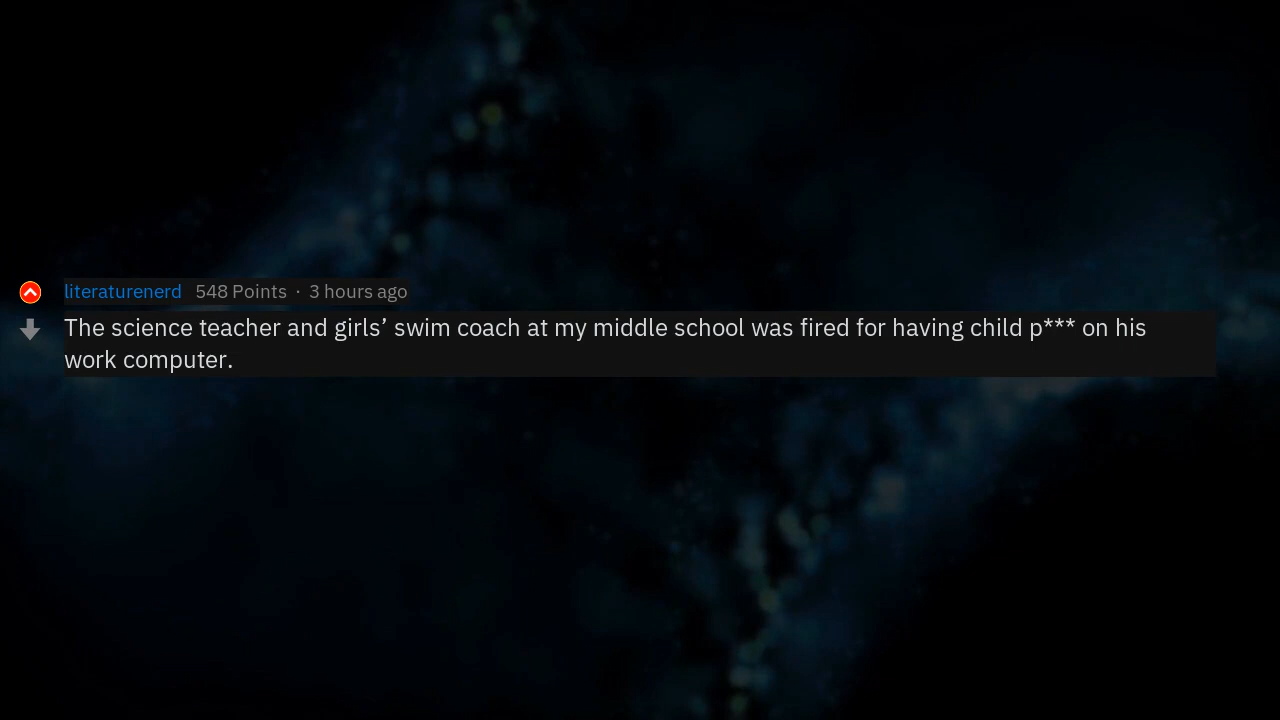 literaturenerd 548 Points · 3 hours ago
The science teacher and girls’ swim coach at my middle school was fired for having child p*** on his
work computer.